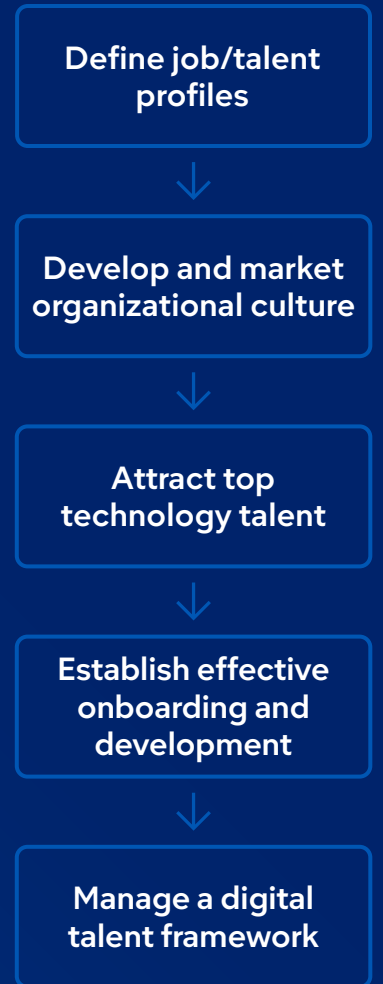 Define job/talent
profiles
Develop and market
organizational culture
Attract top
technology talent
Establish effective
onboarding and
development
Manage a digital
talent framework